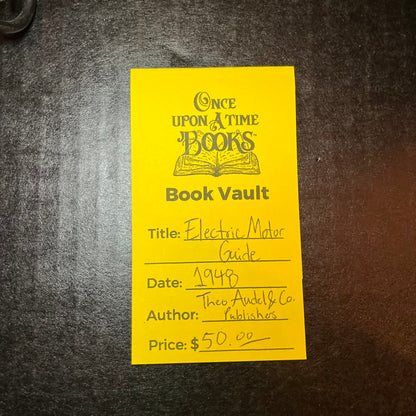 ONCE
UPON A TIME
BOOKS™
Book Vault
Title: Electric Motor
Guide
Date: 1948
Theo Audel & Co.
Author: Publishers
Price: $50.00